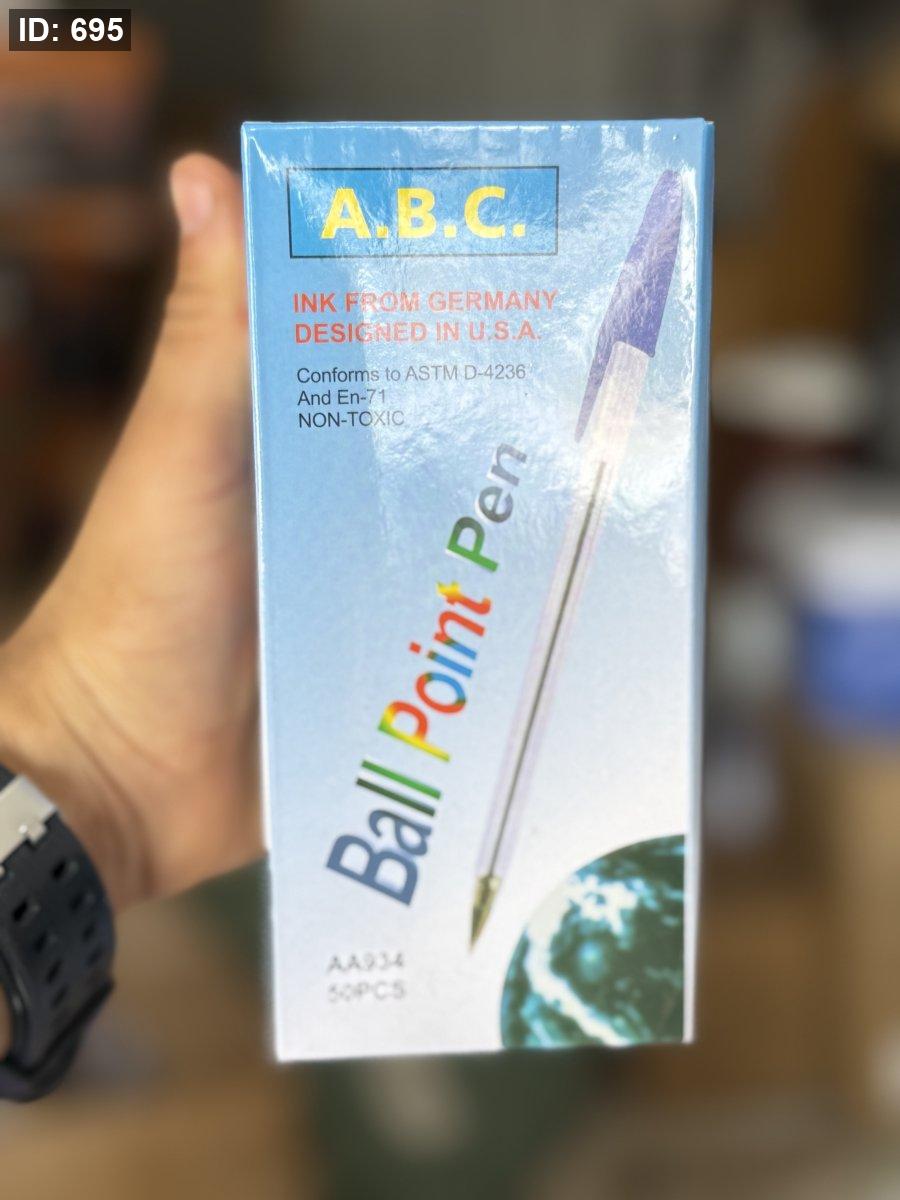 ID: 695
A.B.C.
INK FROM GERMANY
DESIGNED IN U.S.A.
Conforms to ASTM D-4236
And En-71
NON-TOXIC
Ball Point Pen
AA934
50PCS